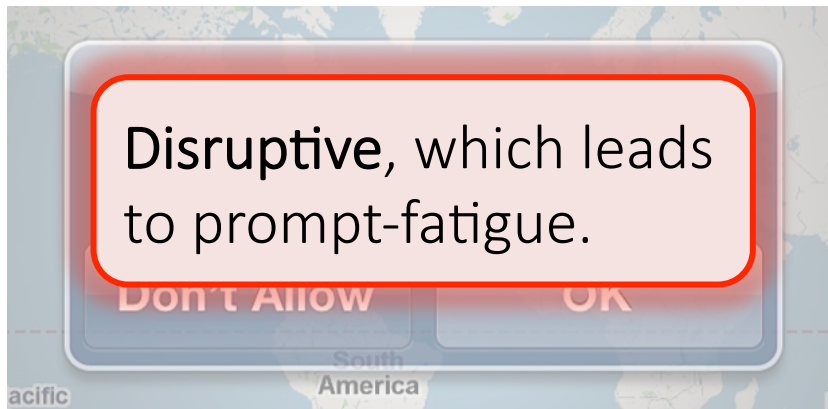 Disruptive, which leads
to prompt-fatigue.
Don't Allow OK
South
America
acific